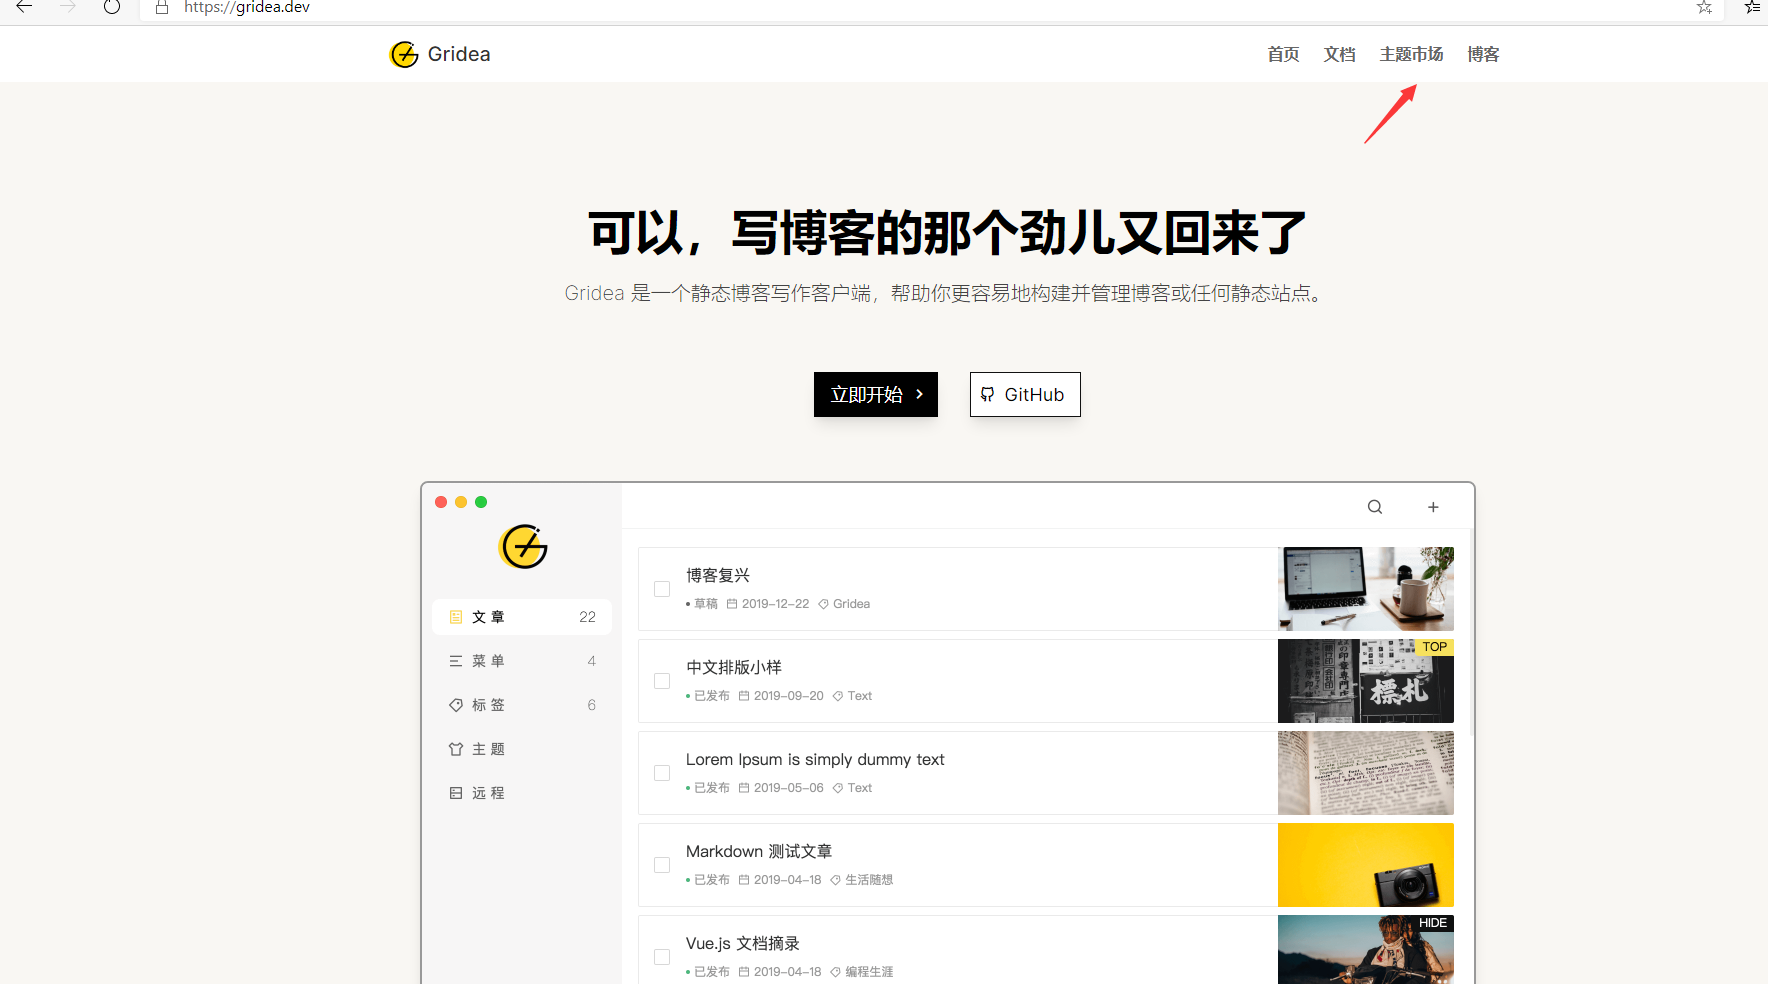 https://gridea.dev
Gridea
首页 文档 主题市场 博客
可以，写博客的那个劲儿又回来了
Gridea 是一个静态博客写作客户端，帮助你更容易地构建并管理博客或任何静态站点。
立即开始
GitHub
文章 22
菜单 4
标签 6
主题
远程
博客复兴
草稿 2019-12-22 Gridea
中文排版小样
已发布 2019-09-20 Text
TOP
標札
Lorem Ipsum is simply dummy text
已发布 2019-05-06 Text
Markdown 测试文章
已发布 2019-04-18 生活随想
Vue.js 文档摘录
已发布 2019-04-18 编程生涯
HIDE